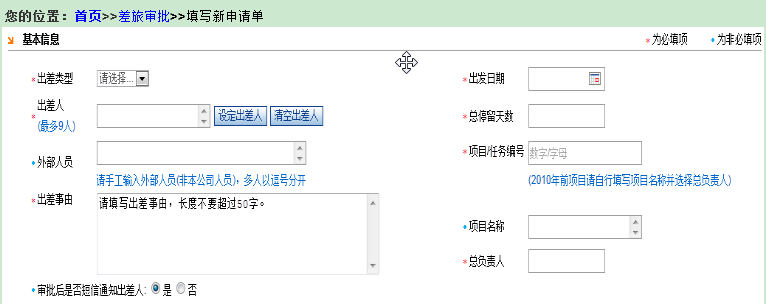 您的位置：首页>>差旅审批>>填写新申请单
基本信息
*为必填项 •为非必填项
*出差类型 请选择...
*出发日期
*出差人
(最多9人)
设定出差人 清空出差人
*总停留天数
•外部人员
*项目/任务编号 数字/字母
请手工输入外部人员(非本公司人员)，多人以逗号分开
(2010年前项目请自行填写项目名称并选择总负责人)
*出差事由 请填写出差事由，长度不要超过50字。
•项目名称
*总负责人
•审批后是否短信通知出差人: 是 否